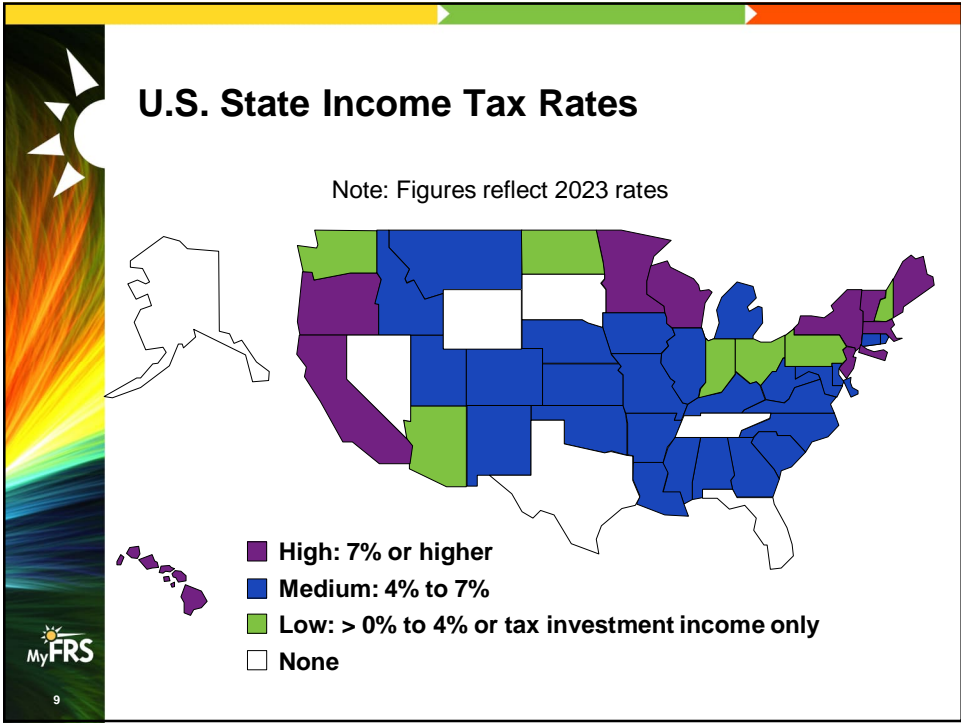 U.S. State Income Tax Rates
Note: Figures reflect 2023 rates
High: 7% or higher
Medium: 4% to 7%
Low: > 0% to 4% or tax investment income only
None
MyFRS
9